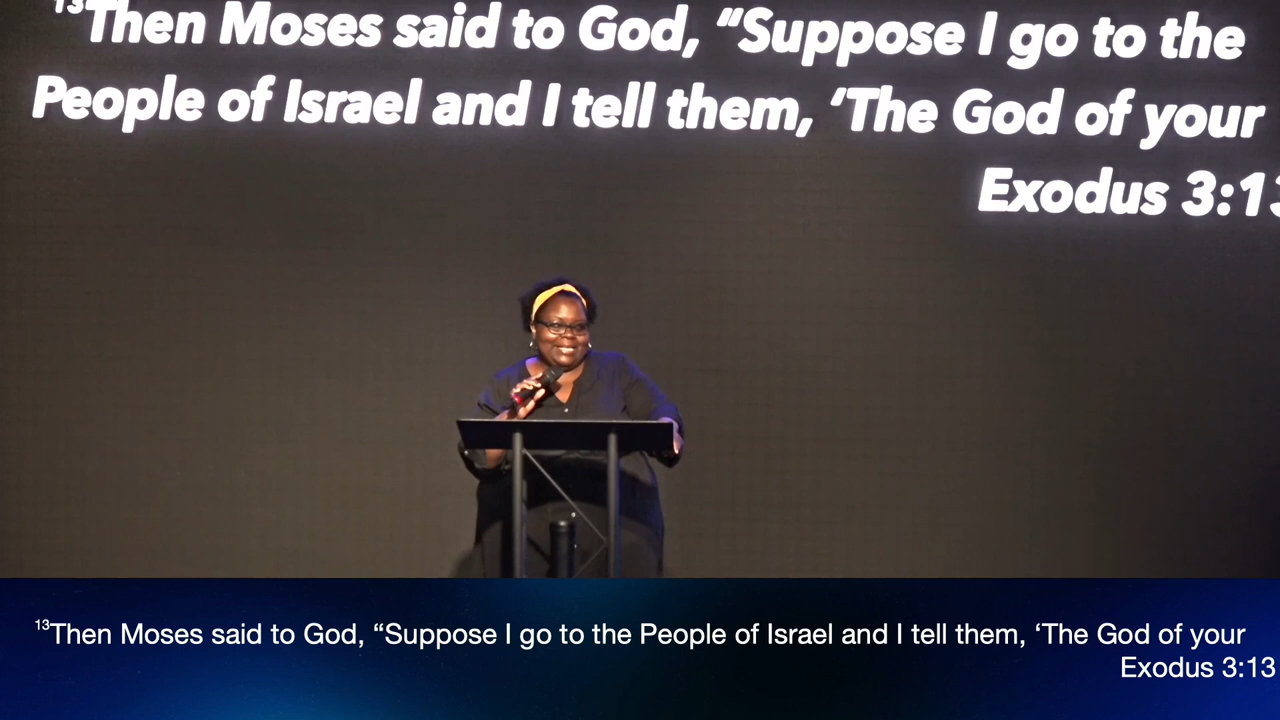 13Then Moses said to God, “Suppose I go to the
People of Israel and I tell them, ‘The God of your
Exodus 3:13
13Then Moses said to God, “Suppose I go to the People of Israel and I tell them, ‘The God of your
Exodus 3:13